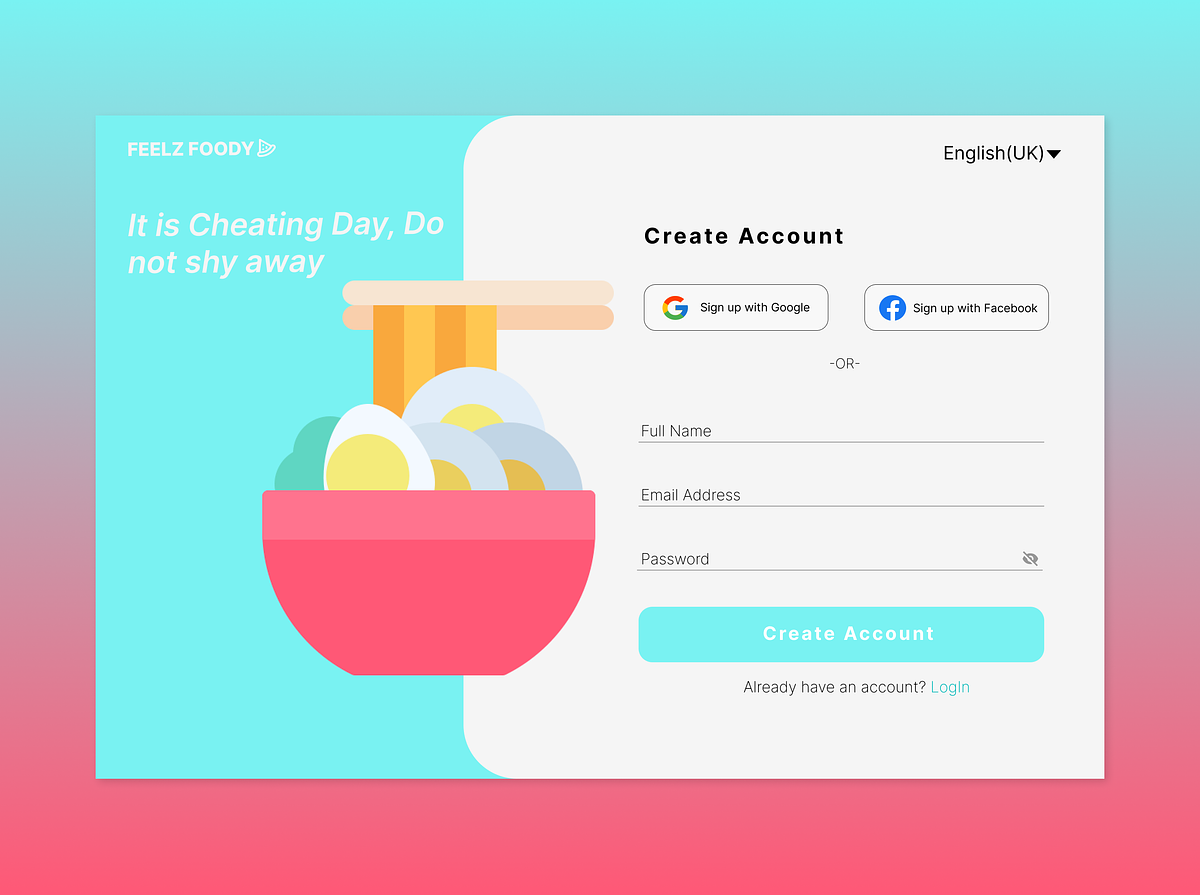 FEELZ FOODY
It is Cheating Day, Do
not shy away
English(UK)
Create Account
Sign up with Google
Sign up with Facebook
-OR-
Full Name
Email Address
Password
Create Account
Already have an account? LogIn